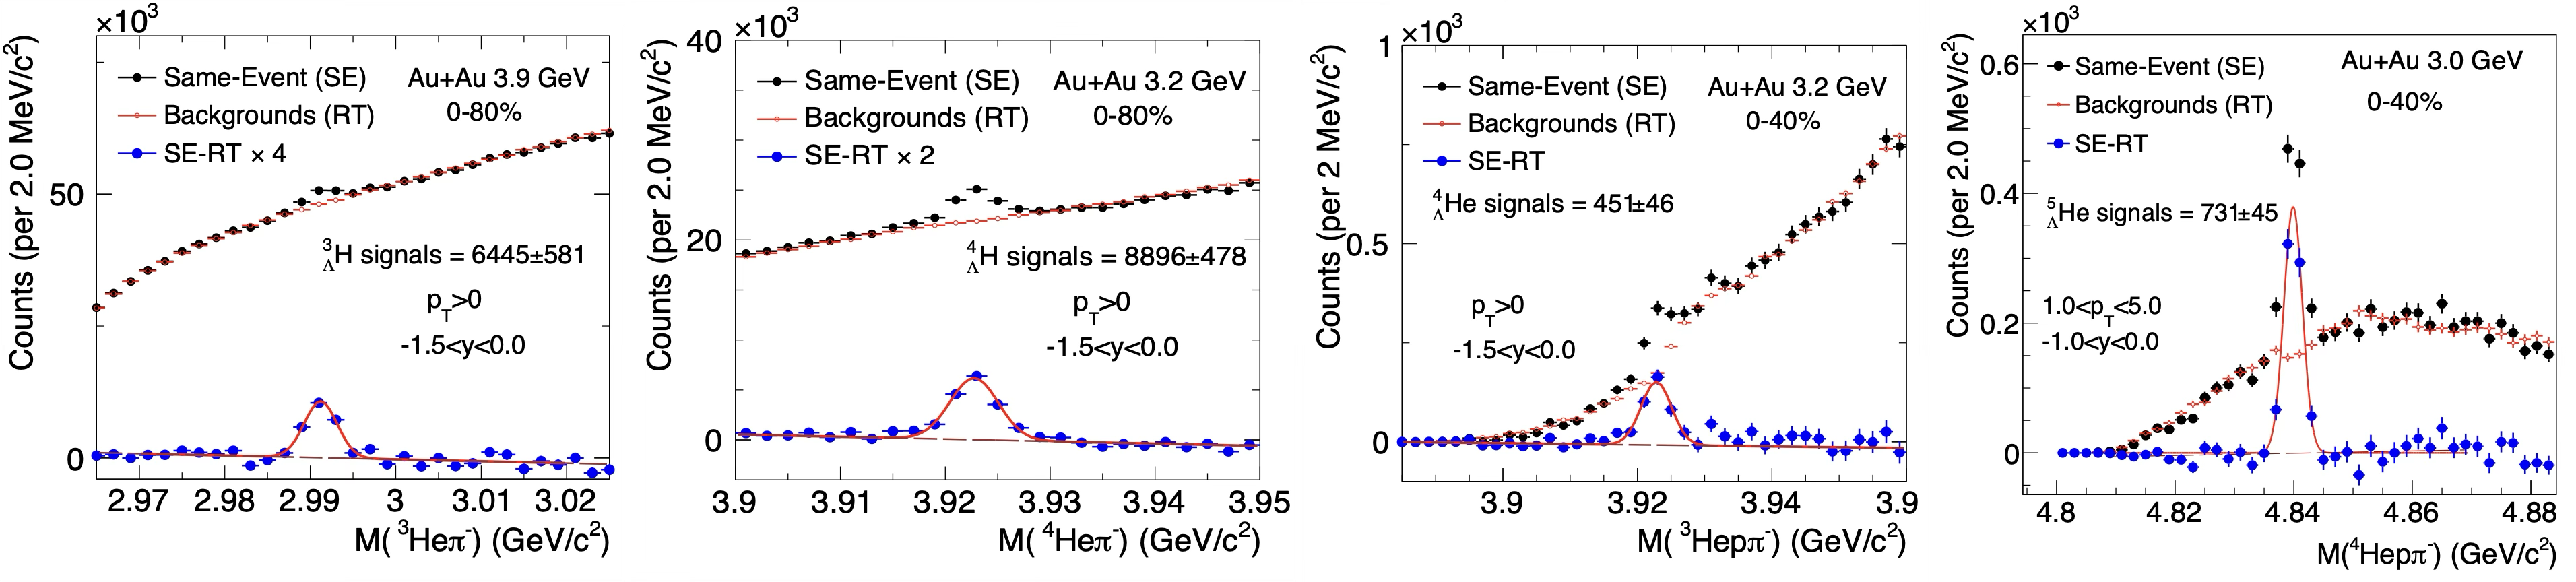 ×10³
Counts (per 2.0 MeV/c²)
Same-Event (SE)
Au+Au 3.9 GeV
Backgrounds (RT)
0-80%
SE-RT × 4
50
³ΛH signals = 6445±581
pT>0
-1.5<y<0.0
0
2.97 2.98 2.99 3 3.01 3.02
M( ³Heπ⁻) (GeV/c²)
×10³
Counts (per 2.0 MeV/c²)
40
Same-Event (SE)
Au+Au 3.2 GeV
Backgrounds (RT)
0-80%
SE-RT × 2
20
⁴ΛH signals = 8896±478
pT>0
-1.5<y<0.0
0
3.9 3.91 3.92 3.93 3.94 3.95
M( ⁴Heπ⁻) (GeV/c²)
×10³
Counts (per 2 MeV/c²)
1
Same-Event (SE)
Au+Au 3.2 GeV
Backgrounds (RT)
0-40%
SE-RT
⁴ΛHe signals = 451±46
0.5
pT>0
-1.5<y<0.0
0
3.9 3.92 3.94 3.9
M( ³Hepπ⁻) (GeV/c²)
×10³
Counts (per 2.0 MeV/c²)
0.6
Same-Event (SE)
Au+Au 3.0 GeV
Backgrounds (RT)
0-40%
SE-RT
0.4
⁵ΛHe signals = 731±45
1.0<pT<5.0
0.2
-1.0<y<0.0
0
4.8 4.82 4.84 4.86 4.88
M(⁴Hepπ⁻) (GeV/c²)